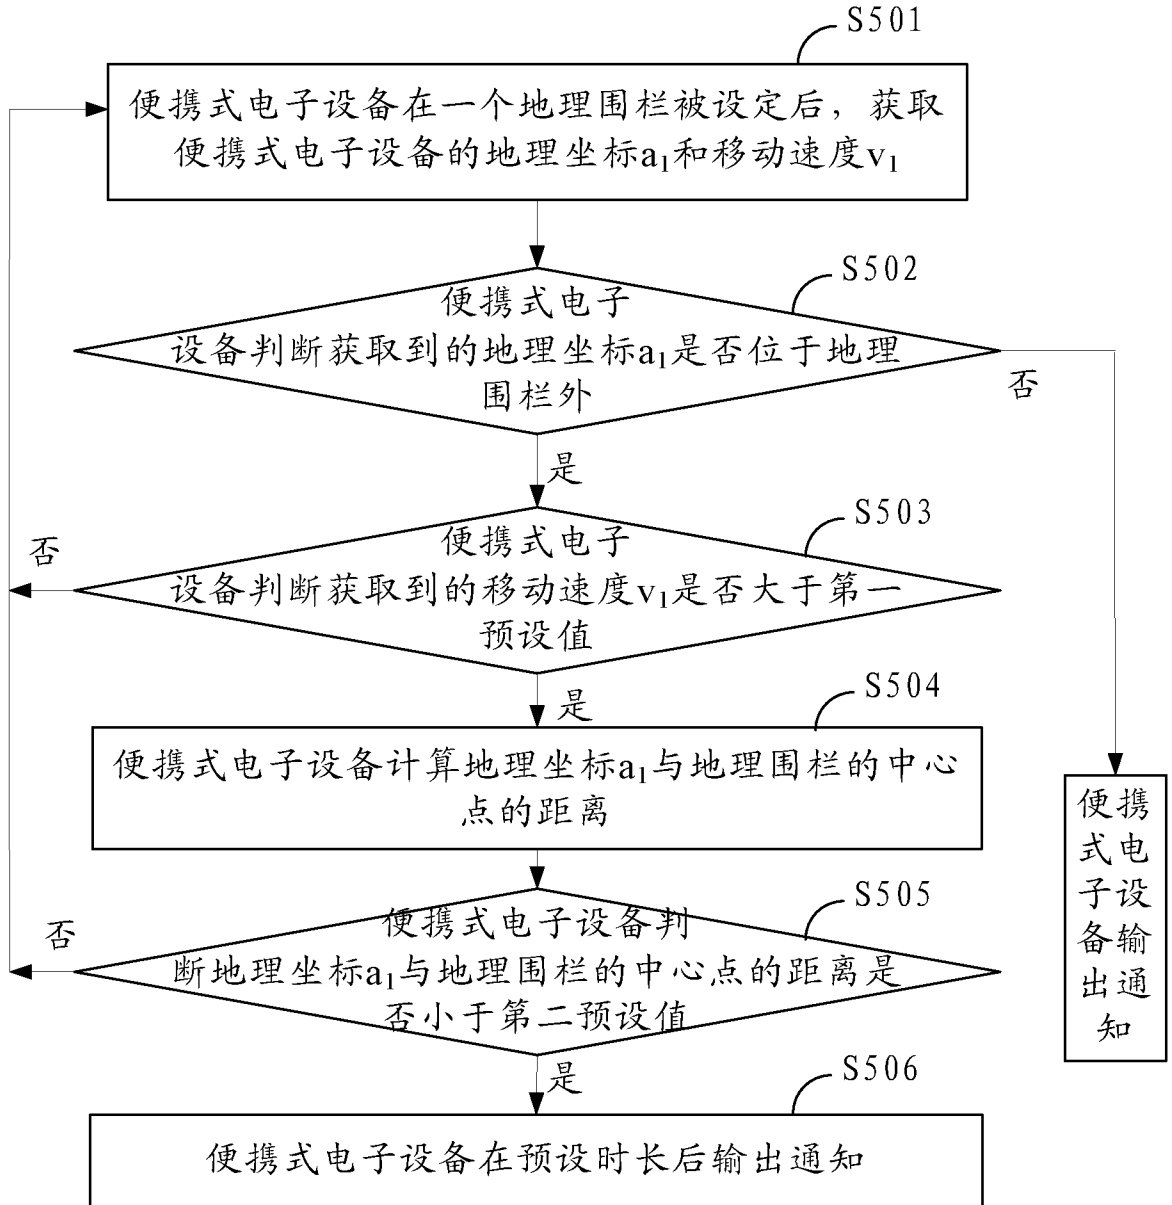 S501
便携式电子设备在一个地理围栏被设定后，获取
便携式电子设备的地理坐标a₁和移动速度v₁
S502
便携式电子
设备判断获取到的地理坐标a₁是否位于地理
围栏外
否
是
S503
便携式电子
设备判断获取到的移动速度v₁是否大于第一
预设值
否
是
S504
便携式电子设备计算地理坐标a₁与地理围栏的中心
点的距离
便携
式电
子设
备输
出通
知
S505
便携式电子设备判
断地理坐标a₁与地理围栏的中心点的距离是
否小于第二预设值
否
是
S506
便携式电子设备在预设时长后输出通知